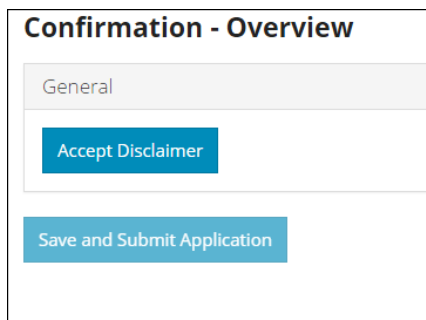 Confirmation - Overview
General
Accept Disclaimer
Save and Submit Application